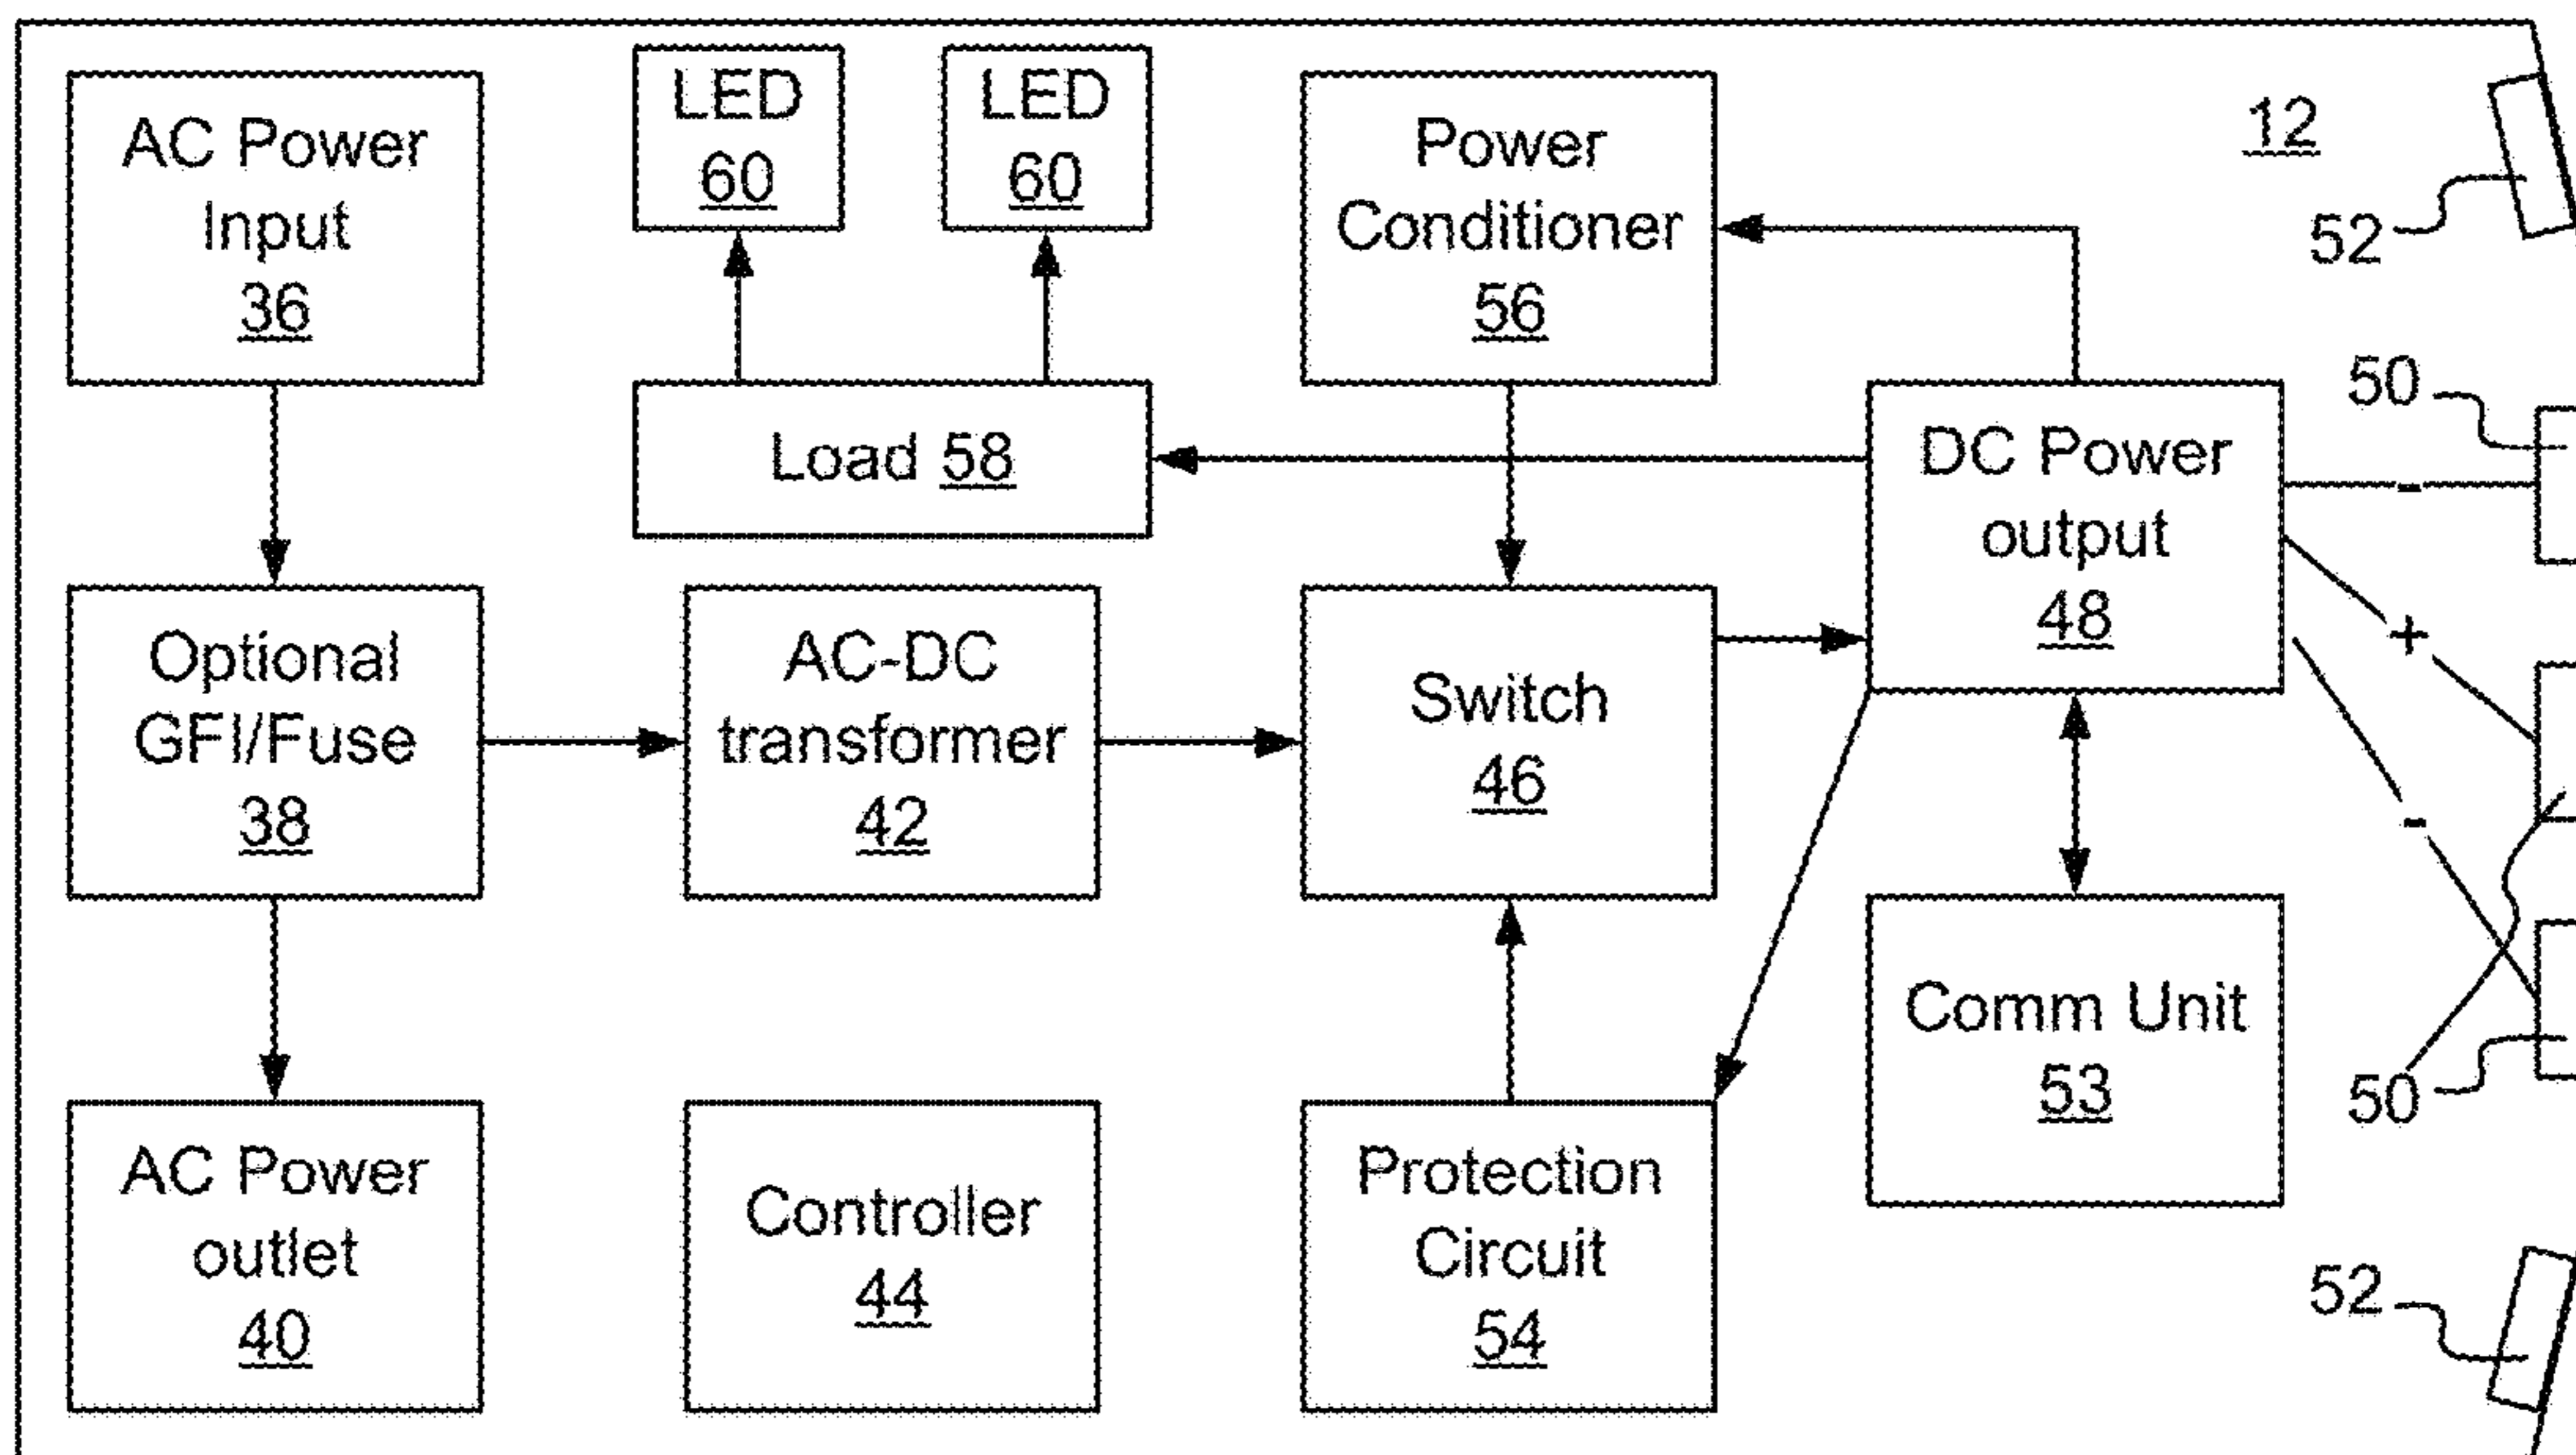 AC Power
Input
36
LED
60
LED
60
Power
Conditioner
56
12
52
Load 58
DC Power
output
48
50
-
+
-
Optional
GFI/Fuse
38
AC-DC
transformer
42
Switch
46
Comm Unit
53
50
AC Power
outlet
40
Controller
44
Protection
Circuit
54
52